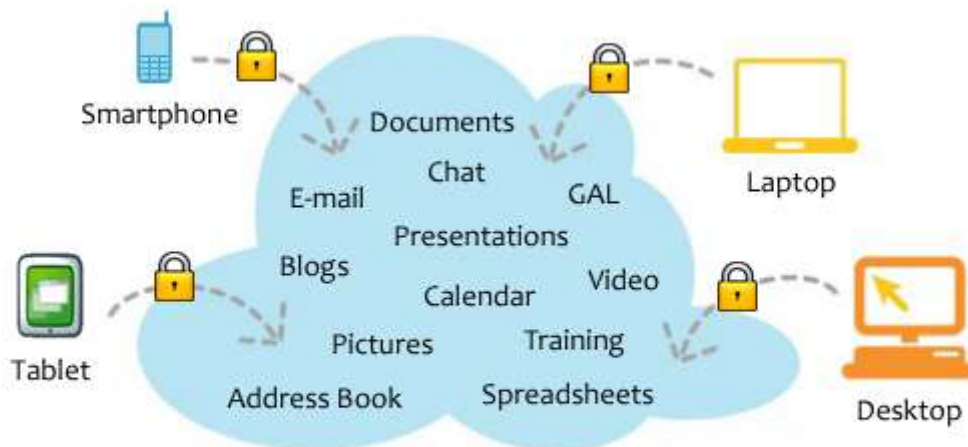 Smartphone
Documents
Chat
E-mail
GAL
Laptop
Presentations
Blogs
Video
Calendar
Tablet
Pictures
Training
Address Book
Spreadsheets
Desktop